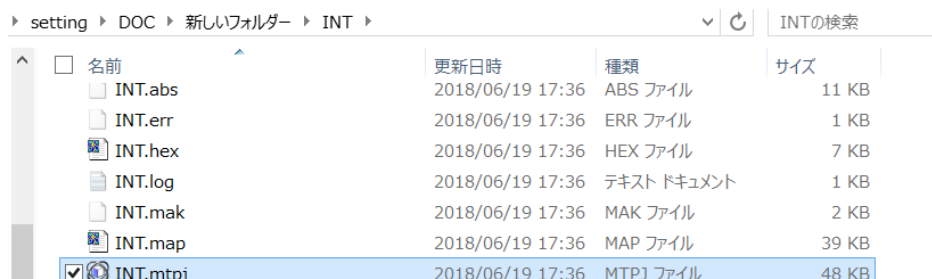 setting DOC 新しいフォルダー INT INTの検索
名前 更新日時 種類 サイズ
INT.abs 2018/06/19 17:36 ABS ファイル 11 KB
INT.err 2018/06/19 17:36 ERR ファイル 1 KB
INT.hex 2018/06/19 17:36 HEX ファイル 7 KB
INT.log 2018/06/19 17:36 テキスト ドキュメント 1 KB
INT.mak 2018/06/19 17:36 MAK ファイル 2 KB
INT.map 2018/06/19 17:36 MAP ファイル 39 KB
INT.mtpj 2018/06/19 17:36 MTPJ ファイル 48 KB